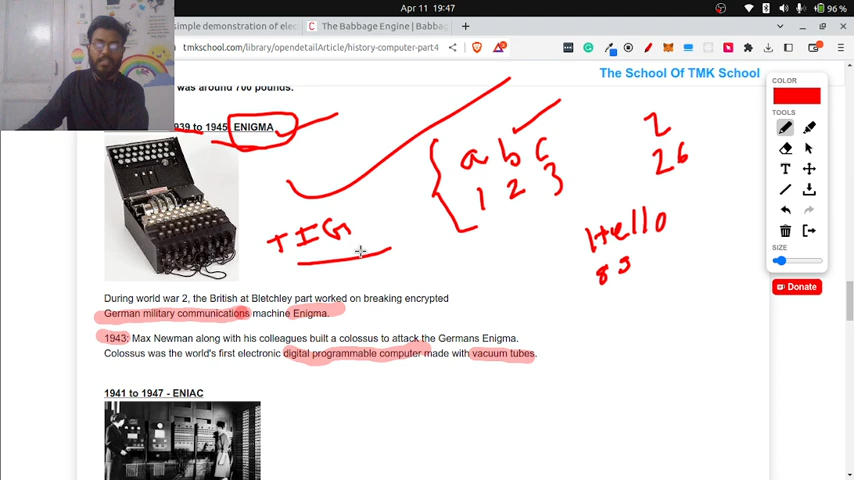 Apr 11 19:47
96 %
simple demonstration of elec
The Babbage Engine | Babbag
tmkschool.com/library/opendetailArticle/history-computer-part4
The School Of TMK School
was around 700 pounds.
939 to 1945 ENIGMA
a b c
1 2 3
Z
26
Hello
85
TIG
During world war 2, the British at Bletchley part worked on breaking encrypted
German military communications machine Enigma.
1943: Max Newman along with his colleagues built a colossus to attack the Germans Enigma.
Colossus was the world's first electronic digital programmable computer made with vacuum tubes.
1941 to 1947 - ENIAC
COLOR
TOOLS
SIZE
Donate